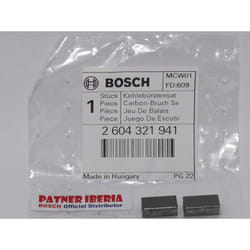 BOSCH
MCW01
FD:609
1
Stück Kohlebürstensat
Piece Carbon-Brush Se
Pièce Jeu De Balais
Pieza Juego De Escobi
2 604 321 941
Made in Hungary
PG 22
PATNER IBERIA
BOSCH Official Distributor